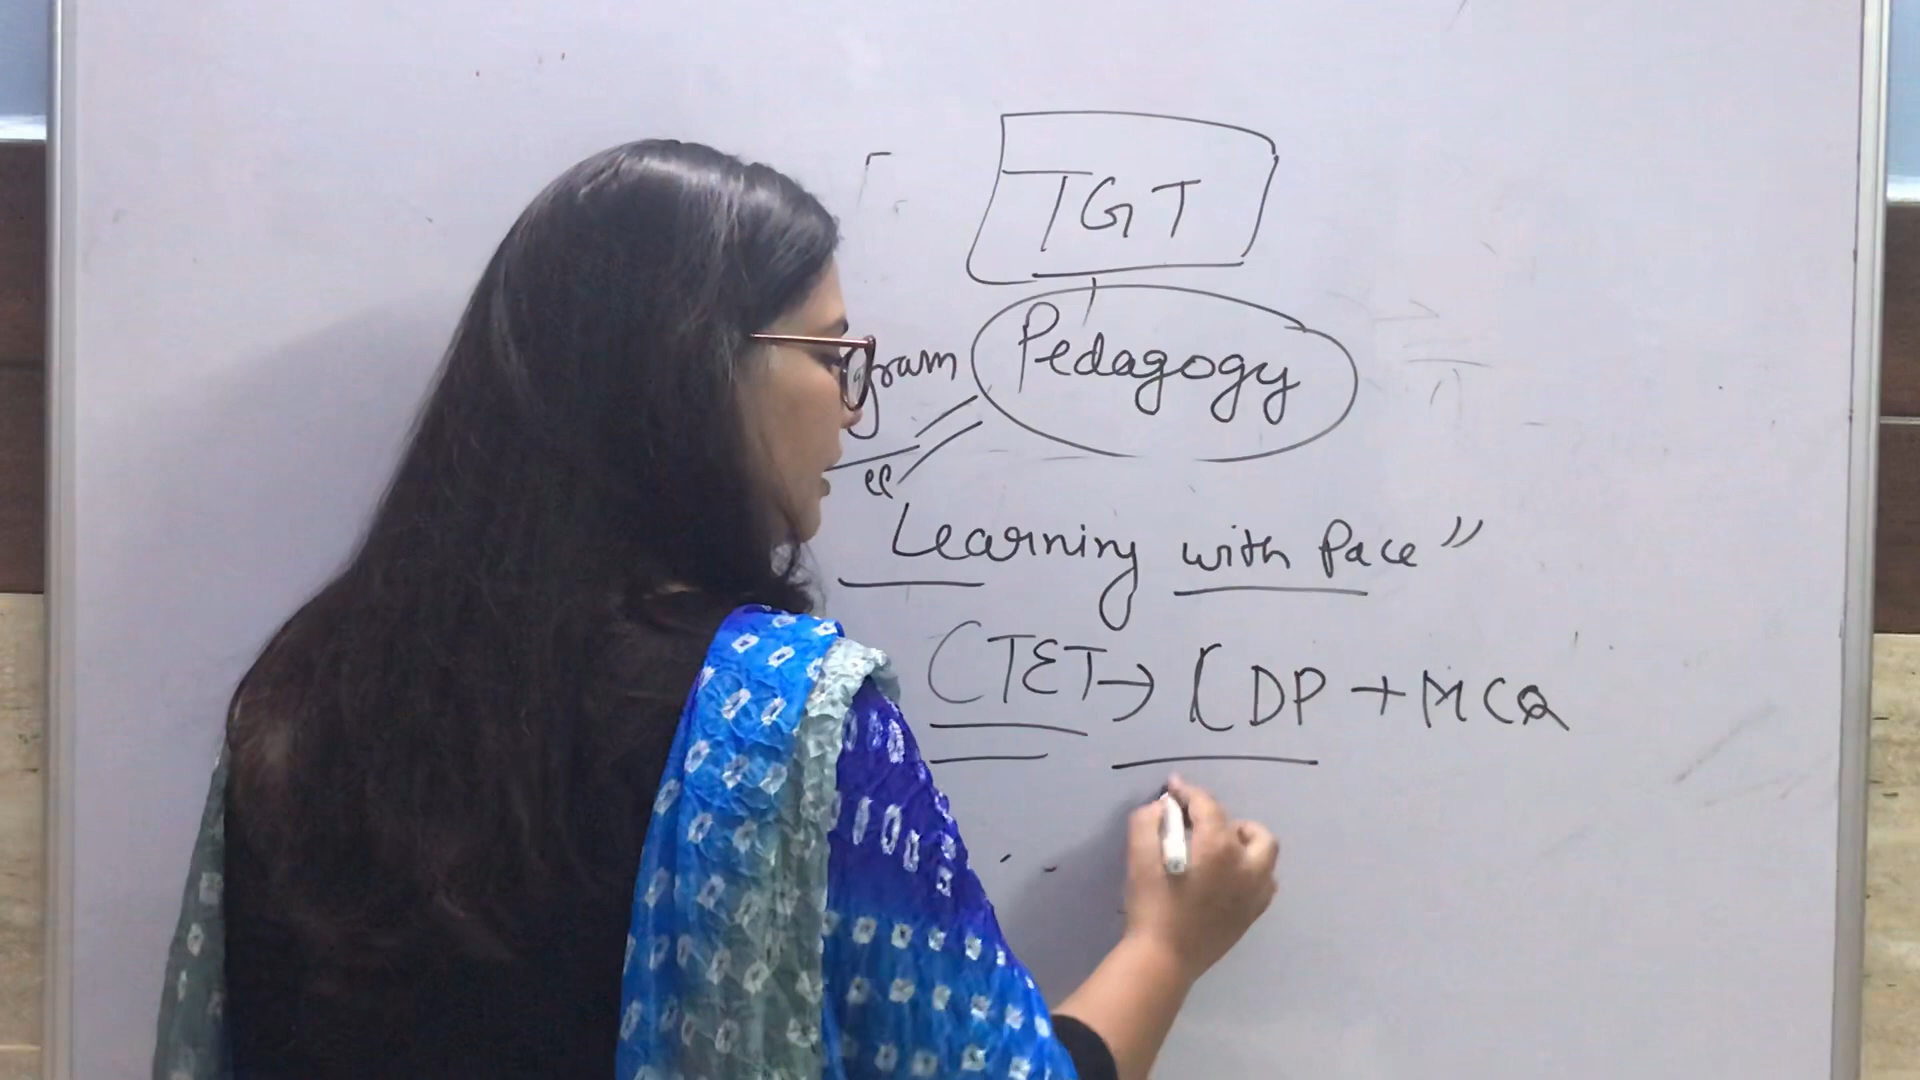 TGT
Pedagogy
"Learning with Pace"
CTET → CDP + MCQ